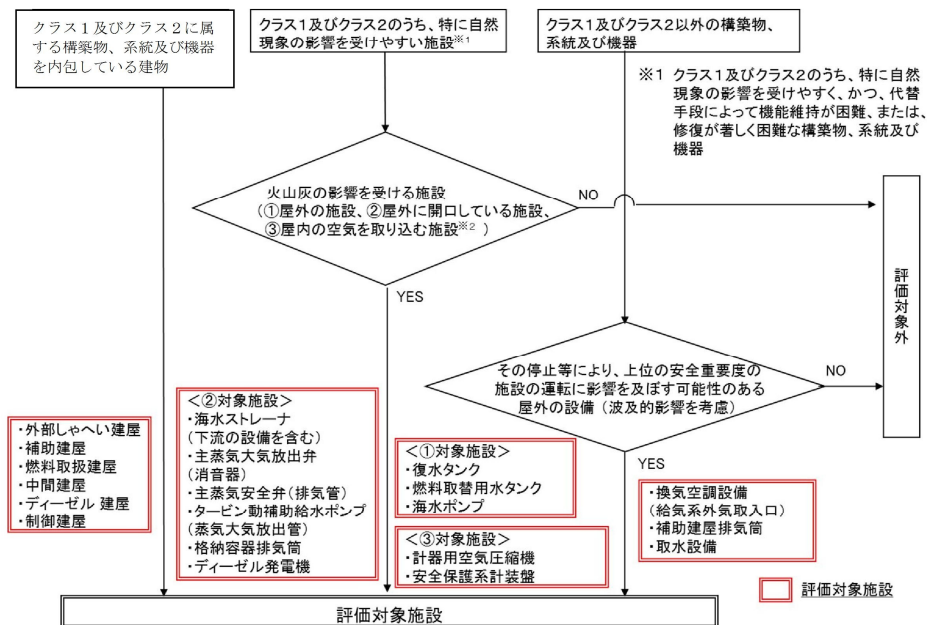 クラス１及びクラス２に属
する構築物、系統及び機器
を内包している建物
クラス１及びクラス２のうち、特に自然
現象の影響を受けやすい施設※１
クラス１及びクラス２以外の構築物、
系統及び機器
※１ クラス１及びクラス２のうち、特に自然
現象の影響を受けやすく、かつ、代替
手段によって機能維持が困難、または、
修復が著しく困難な構築物、系統及び
機器
火山灰の影響を受ける施設
（①屋外の施設、②屋外に開口している施設、
③屋内の空気を取り込む施設※２ ）
NO
YES
評価対象外
その停止等により、上位の安全重要度の
施設の運転に影響を及ぼす可能性のある
屋外の設備（波及的影響を考慮）
NO
YES
・外部しゃへい建屋
・補助建屋
・燃料取扱建屋
・中間建屋
・ディーゼル 建屋
・制御建屋
＜②対象施設＞
・海水ストレーナ
（下流の設備を含む）
・主蒸気大気放出弁
（消音器）
・主蒸気安全弁（排気管）
・タービン動補助給水ポンプ
（蒸気大気放出管）
・格納容器排気筒
・ディーゼル発電機
＜①対象施設＞
・復水タンク
・燃料取替用水タンク
・海水ポンプ
＜③対象施設＞
・計器用空気圧縮機
・安全保護系計装盤
・換気空調設備
（給気系外気取入口）
・補助建屋排気筒
・取水設備
評価対象施設
評価対象施設